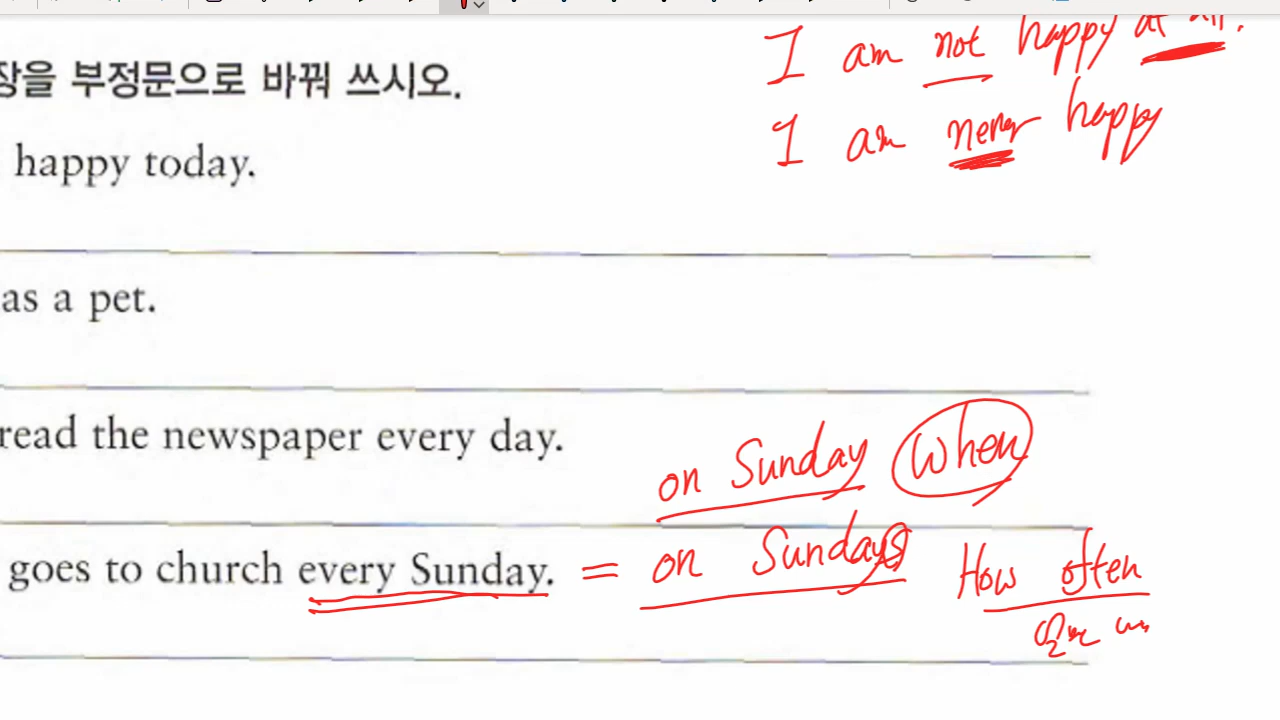 I am not happy at all.
장을 부정문으로 바꿔 쓰시오.
I am never happy
happy today.
as a pet.
read the newspaper every day.
on Sunday When
goes to church every Sunday. = on Sundays How often